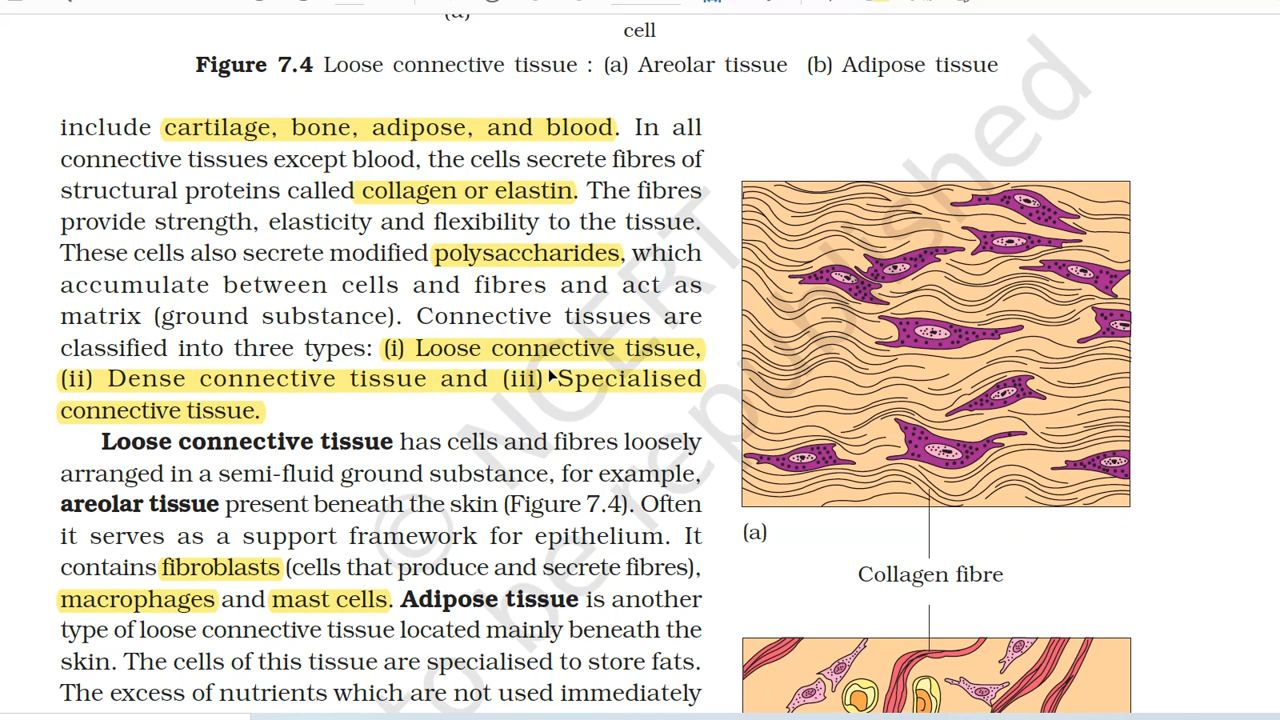 cell
Figure 7.4 Loose connective tissue : (a) Areolar tissue (b) Adipose tissue
include cartilage, bone, adipose, and blood. In all
connective tissues except blood, the cells secrete fibres of
structural proteins called collagen or elastin. The fibres
provide strength, elasticity and flexibility to the tissue.
These cells also secrete modified polysaccharides, which
accumulate between cells and fibres and act as
matrix (ground substance). Connective tissues are
classified into three types: (i) Loose connective tissue,
(ii) Dense connective tissue and (iii) Specialised
connective tissue.
Loose connective tissue has cells and fibres loosely
arranged in a semi-fluid ground substance, for example,
areolar tissue present beneath the skin (Figure 7.4). Often
it serves as a support framework for epithelium. It
contains fibroblasts (cells that produce and secrete fibres),
macrophages and mast cells. Adipose tissue is another
type of loose connective tissue located mainly beneath the
skin. The cells of this tissue are specialised to store fats.
The excess of nutrients which are not used immediately
(a)
Collagen fibre
© NCERT
to be republished